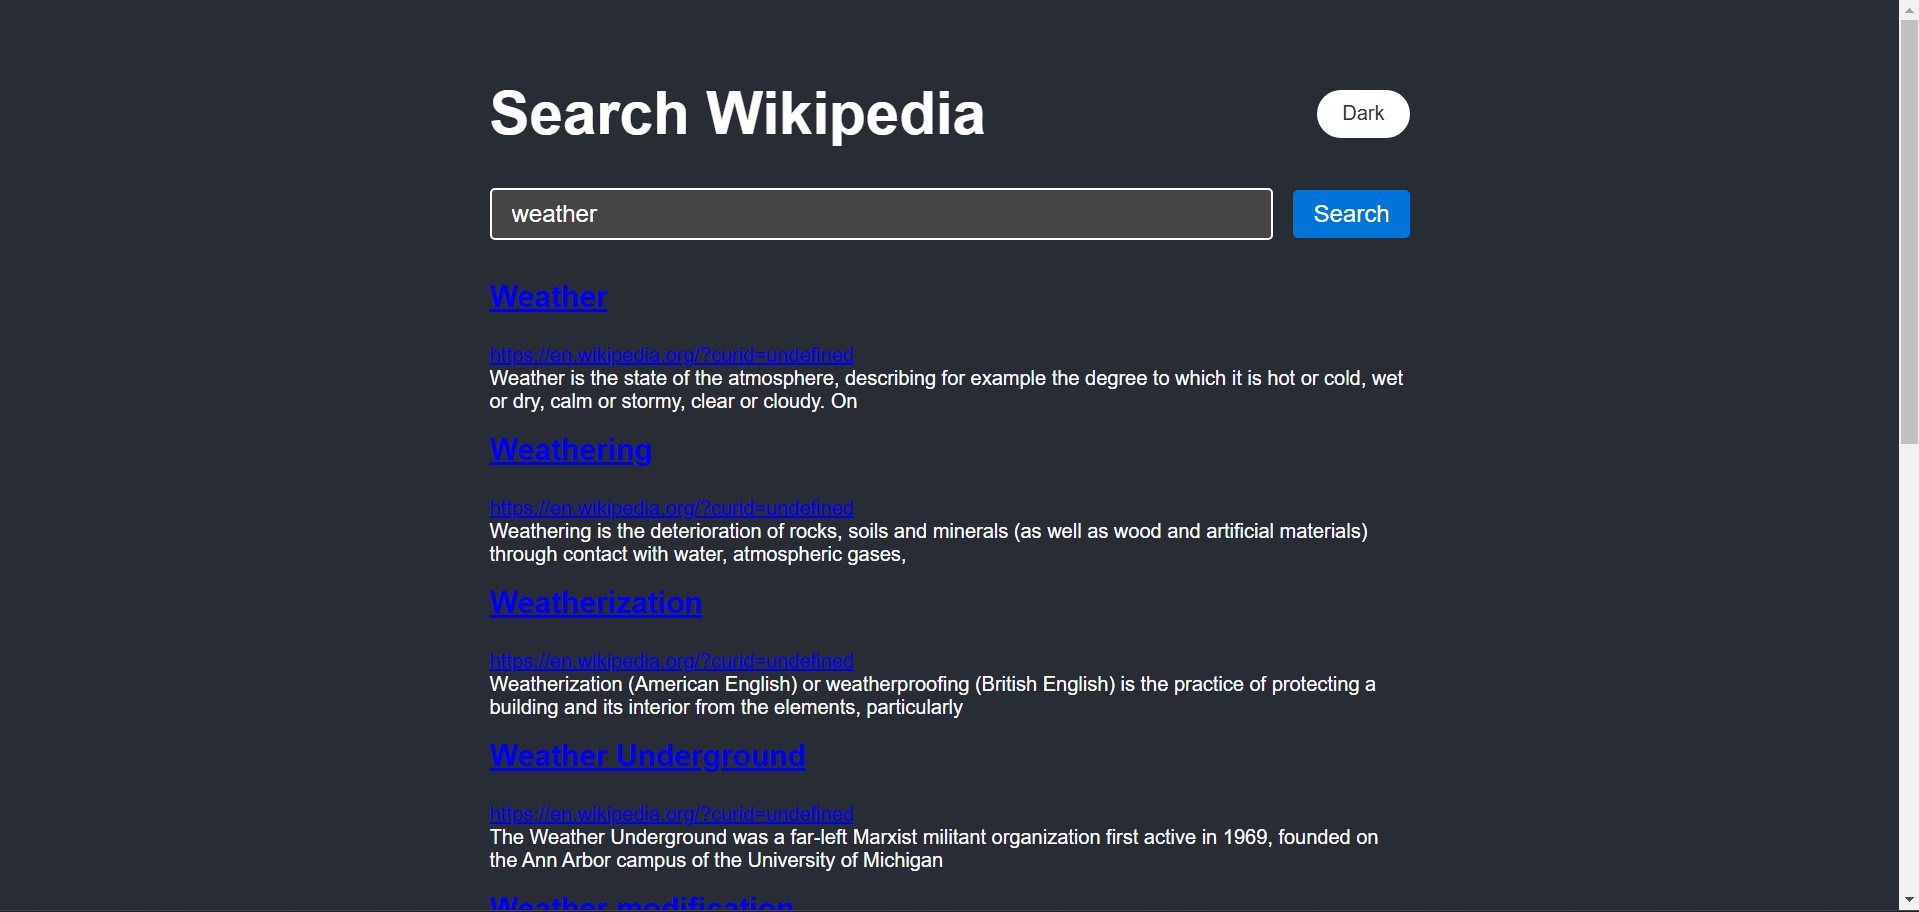 Search Wikipedia
Dark
weather
Search
Weather
https://en.wikipedia.org/?curid=undefined
Weather is the state of the atmosphere, describing for example the degree to which it is hot or cold, wet
or dry, calm or stormy, clear or cloudy. On
Weathering
https://en.wikipedia.org/?curid=undefined
Weathering is the deterioration of rocks, soils and minerals (as well as wood and artificial materials)
through contact with water, atmospheric gases,
Weatherization
https://en.wikipedia.org/?curid=undefined
Weatherization (American English) or weatherproofing (British English) is the practice of protecting a
building and its interior from the elements, particularly
Weather Underground
https://en.wikipedia.org/?curid=undefined
The Weather Underground was a far-left Marxist militant organization first active in 1969, founded on
the Ann Arbor campus of the University of Michigan
Weather modification